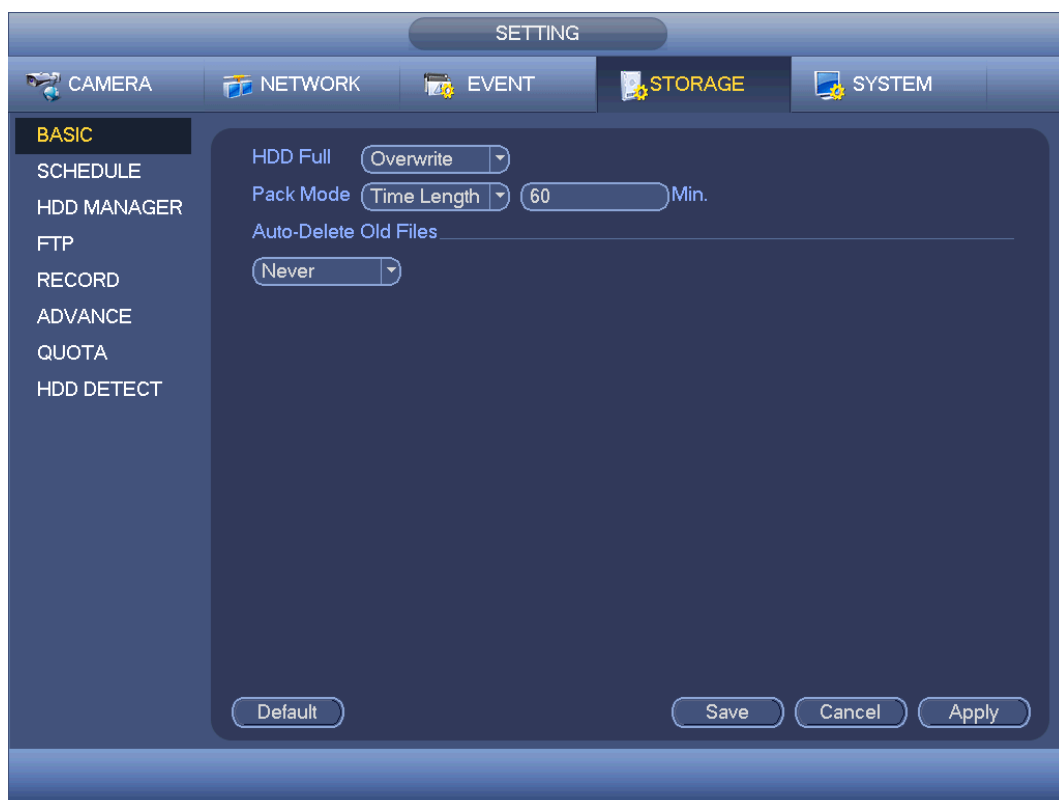 SETTING
CAMERA NETWORK EVENT STORAGE SYSTEM
BASIC
SCHEDULE
HDD MANAGER
FTP
RECORD
ADVANCE
QUOTA
HDD DETECT
HDD Full Overwrite
Pack Mode Time Length 60 Min.
Auto-Delete Old Files
Never
Default Save Cancel Apply